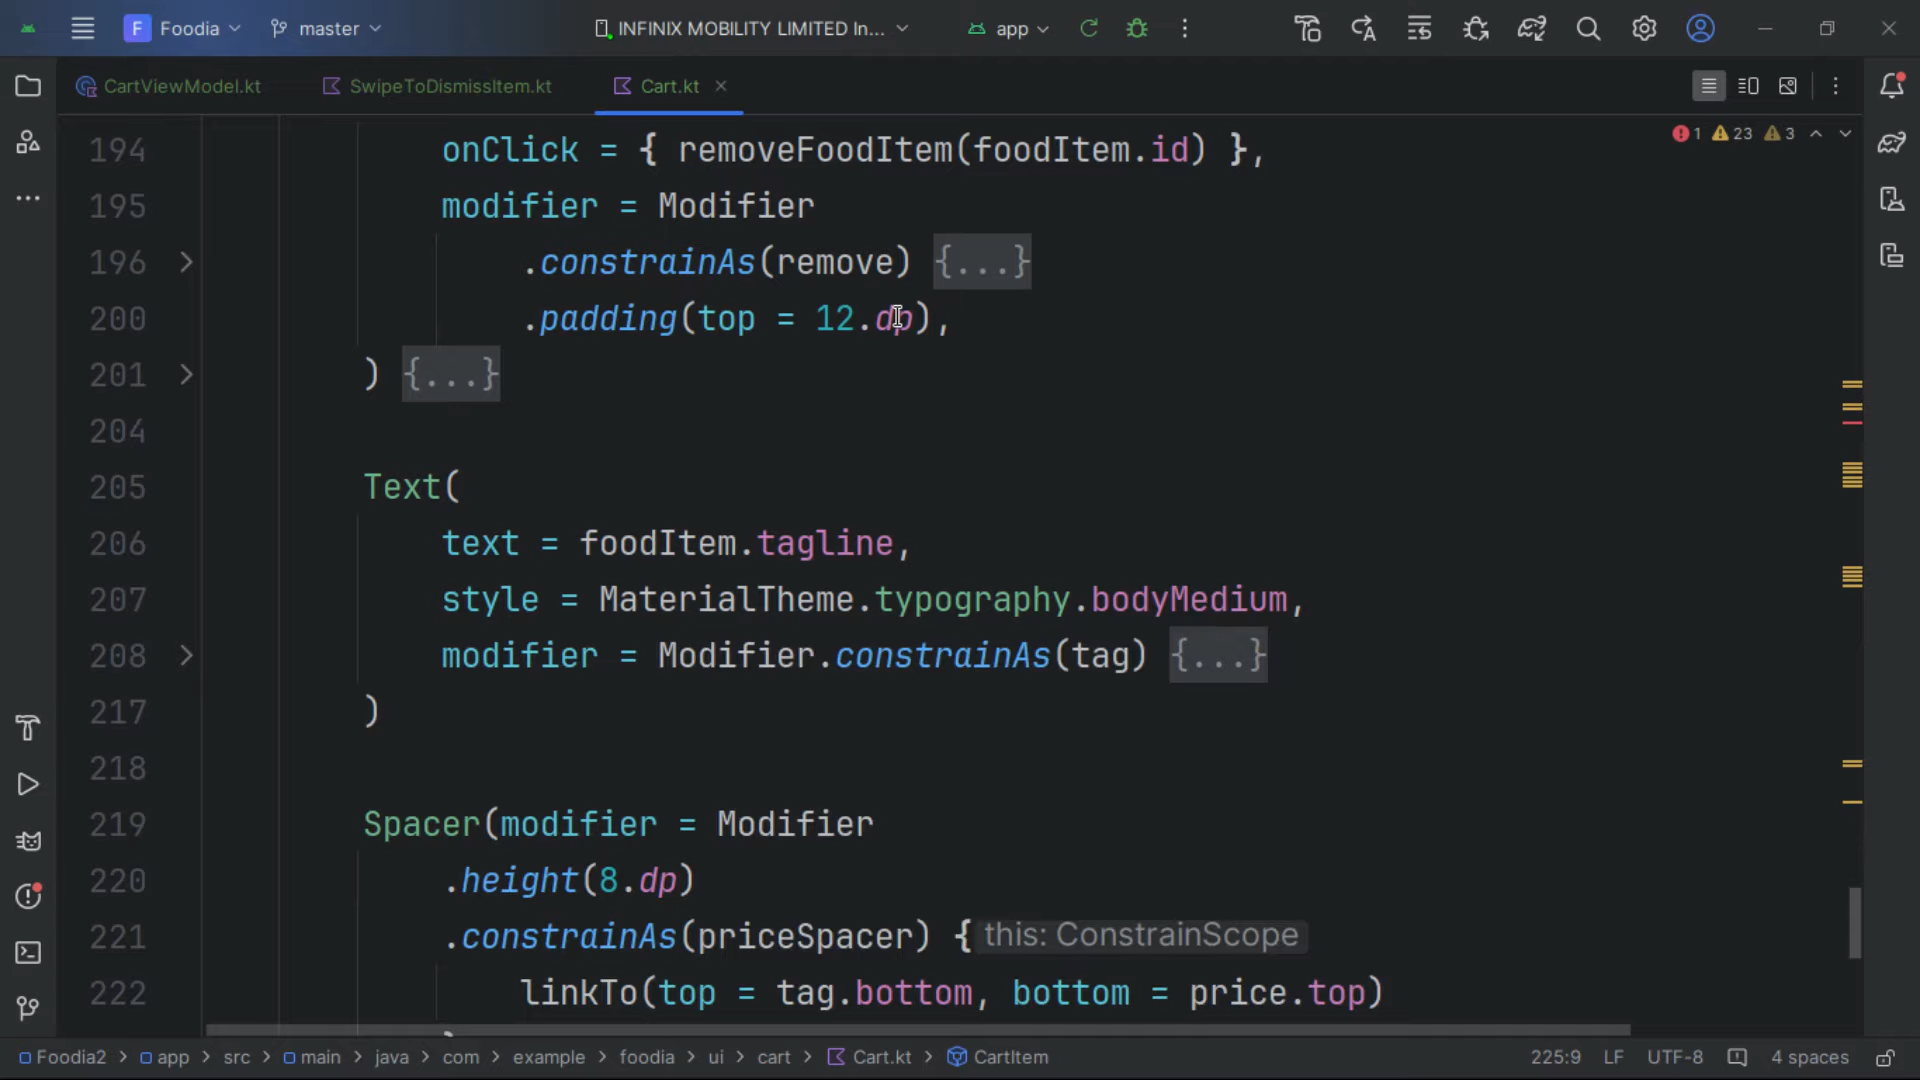 F Foodia master INFINIX MOBILITY LIMITED In... app
CartViewModel.kt SwipeToDismissItem.kt Cart.kt
1 23 3
194 onClick = { removeFoodItem(foodItem.id) },
195 modifier = Modifier
196 .constrainAs(remove) {...}
200 .padding(top = 12.dp),
201 ) {...}
204
205 Text(
206 text = foodItem.tagline,
207 style = MaterialTheme.typography.bodyMedium,
208 modifier = Modifier.constrainAs(tag) {...}
217 )
218
219 Spacer(modifier = Modifier
220 .height(8.dp)
221 .constrainAs(priceSpacer) { this: ConstrainScope
222 linkTo(top = tag.bottom, bottom = price.top)
Foodia2 > app > src > main > java > com > example > foodia > ui > cart > Cart.kt > CartItem 225:9 LF UTF-8 4 spaces